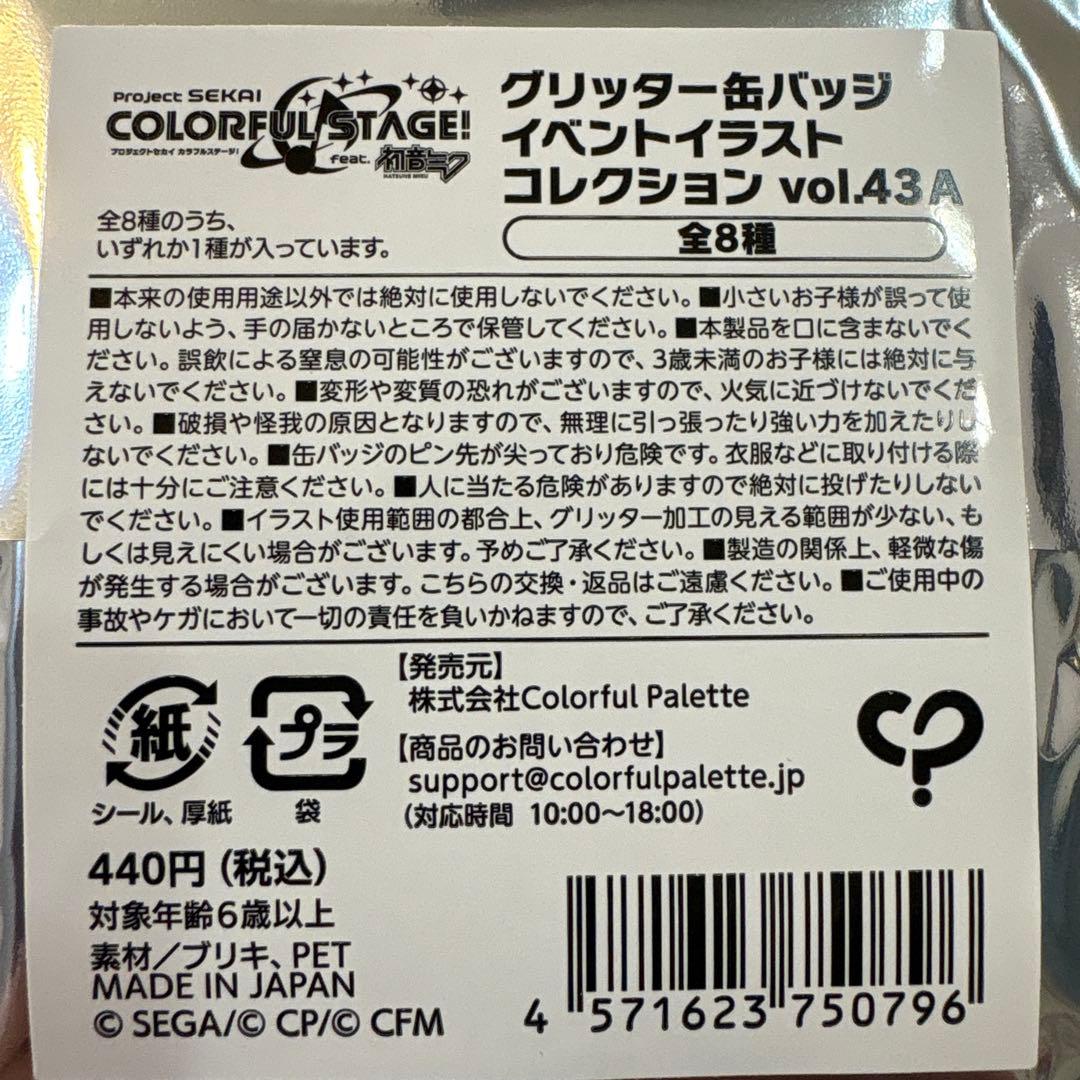 Project SEKAI
COLORFUL STAGE!
プロジェクトセカイ カラフルステージ!
feat. 初音ミク
HATSUNE MIKU
グリッター缶バッジ
イベントイラスト
コレクション vol.43 A
全8種
全8種のうち、
いずれか1種が入っています。
■本来の使用用途以外では絶対に使用しないでください。■小さいお子様が誤って使
用しないよう、手の届かないところで保管してください。■本製品を口に含まないでく
ださい。誤飲による窒息の可能性がございますので、3歳未満のお子様には絶対に与
えないでください。■変形や変質の恐れがございますので、火気に近づけないでくだ
さい。■破損や怪我の原因となりますので、無理に引っ張ったり強い力を加えたりし
ないでください。■缶バッジのピン先が尖っており危険です。衣服などに取り付ける際
には十分にご注意ください。■人に当たる危険がありますので絶対に投げたりしない
でください。■イラスト使用範囲の都合上、グリッター加工の見える範囲が少ない、も
しくは見えにくい場合がございます。予めご了承ください。■製造の関係上、軽微な傷
が発生する場合がございます。こちらの交換・返品はご遠慮ください。■ご使用中の
事故やケガにおいて一切の責任を負いかねますので、ご了承ください。
紙
シール、厚紙
プラ
袋
【発売元】
株式会社Colorful Palette
【商品のお問い合わせ】
support@colorfulpalette.jp
(対応時間 10:00〜18:00)
440円(税込)
対象年齢6歳以上
素材/ブリキ、PET
MADE IN JAPAN
© SEGA/© CP/© CFM
4 571623 750796